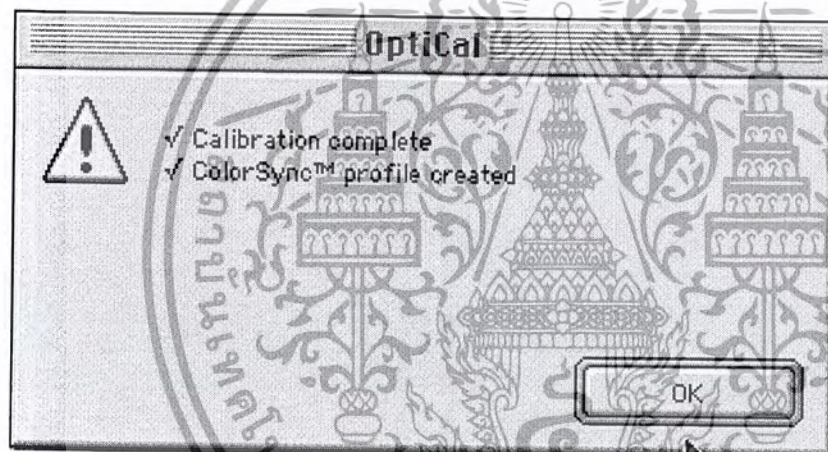 OptiCal
√ Calibration complete
√ ColorSync™ profile created
OK